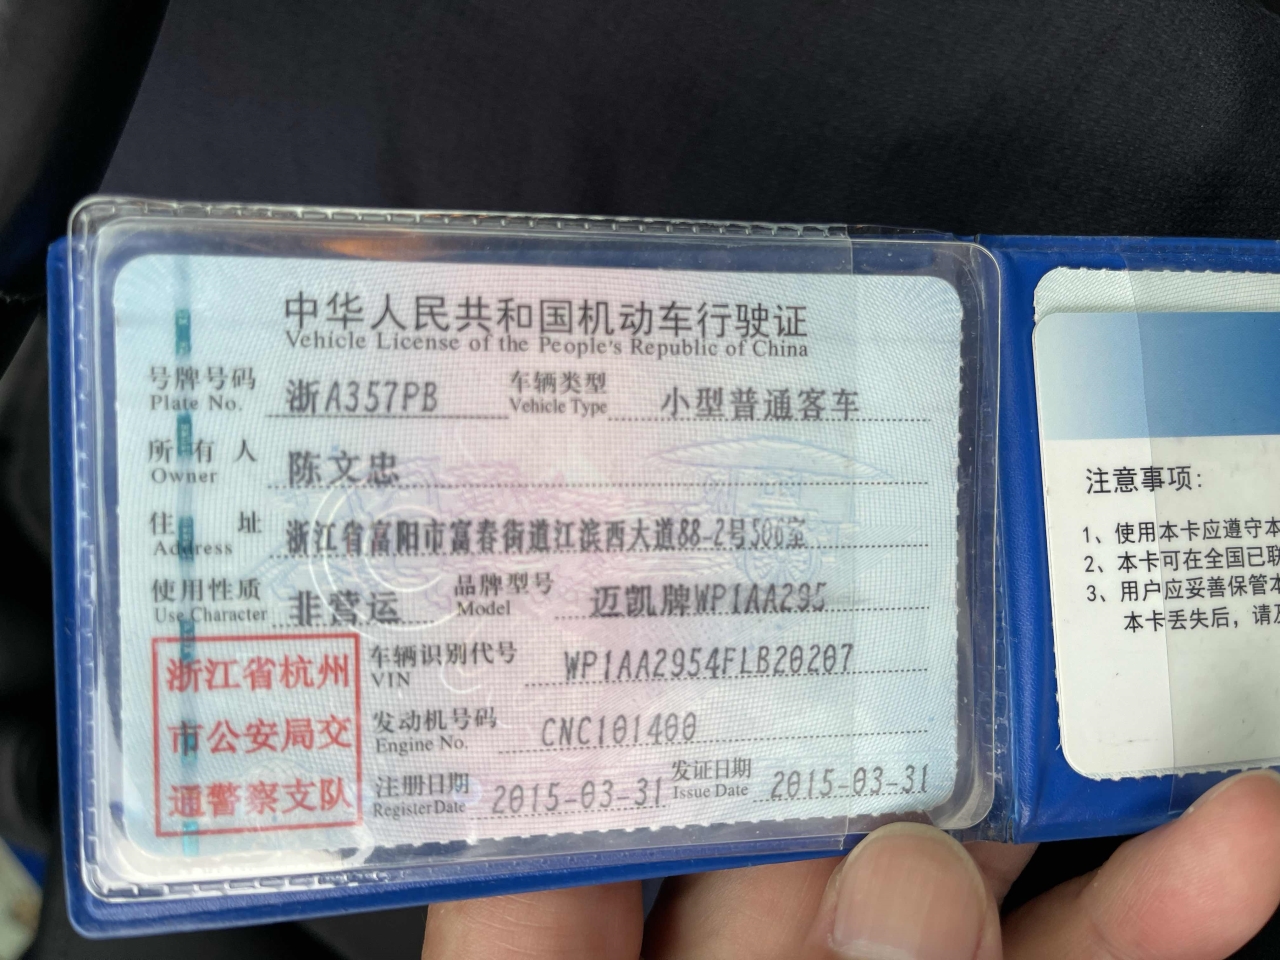 中华人民共和国机动车行驶证
Vehicle License of the People's Republic of China
号牌号码 浙A357PB 车辆类型 小型普通客车
Plate No. Vehicle Type
所有人 陈文忠
Owner
住址 浙江省富阳市富春街道江滨西大道88-2号506室
Address
使用性质 非营运 品牌型号 迈凯牌WP1AA295
Use Character Model
浙江省杭州
市公安局交
通警察支队
车辆识别代号 WP1AA2954FLB20207
VIN
发动机号码 CNC101400
Engine No.
注册日期 2015-03-31 发证日期 2015-03-31
Register Date Issue Date
注意事项:
1、使用本卡应遵守本
2、本卡可在全国已联
3、用户应妥善保管本
本卡丢失后，请及